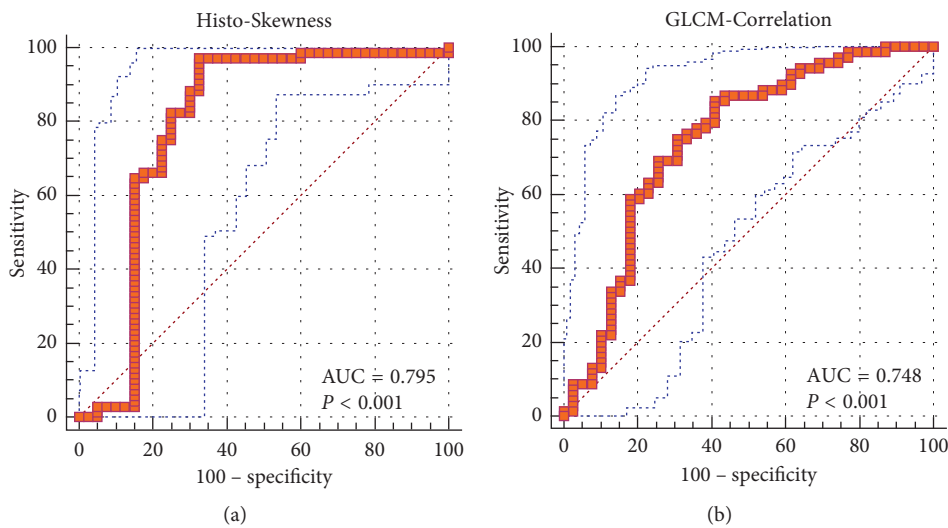 Histo-Skewness
100
80
60
40
20
0
Sensitivity
AUC = 0.795
P < 0.001
0 20 40 60 80 100
100 – specificity
(a)
GLCM-Correlation
100
80
60
40
20
0
Sensitivity
AUC = 0.748
P < 0.001
0 20 40 60 80 100
100 – specificity
(b)